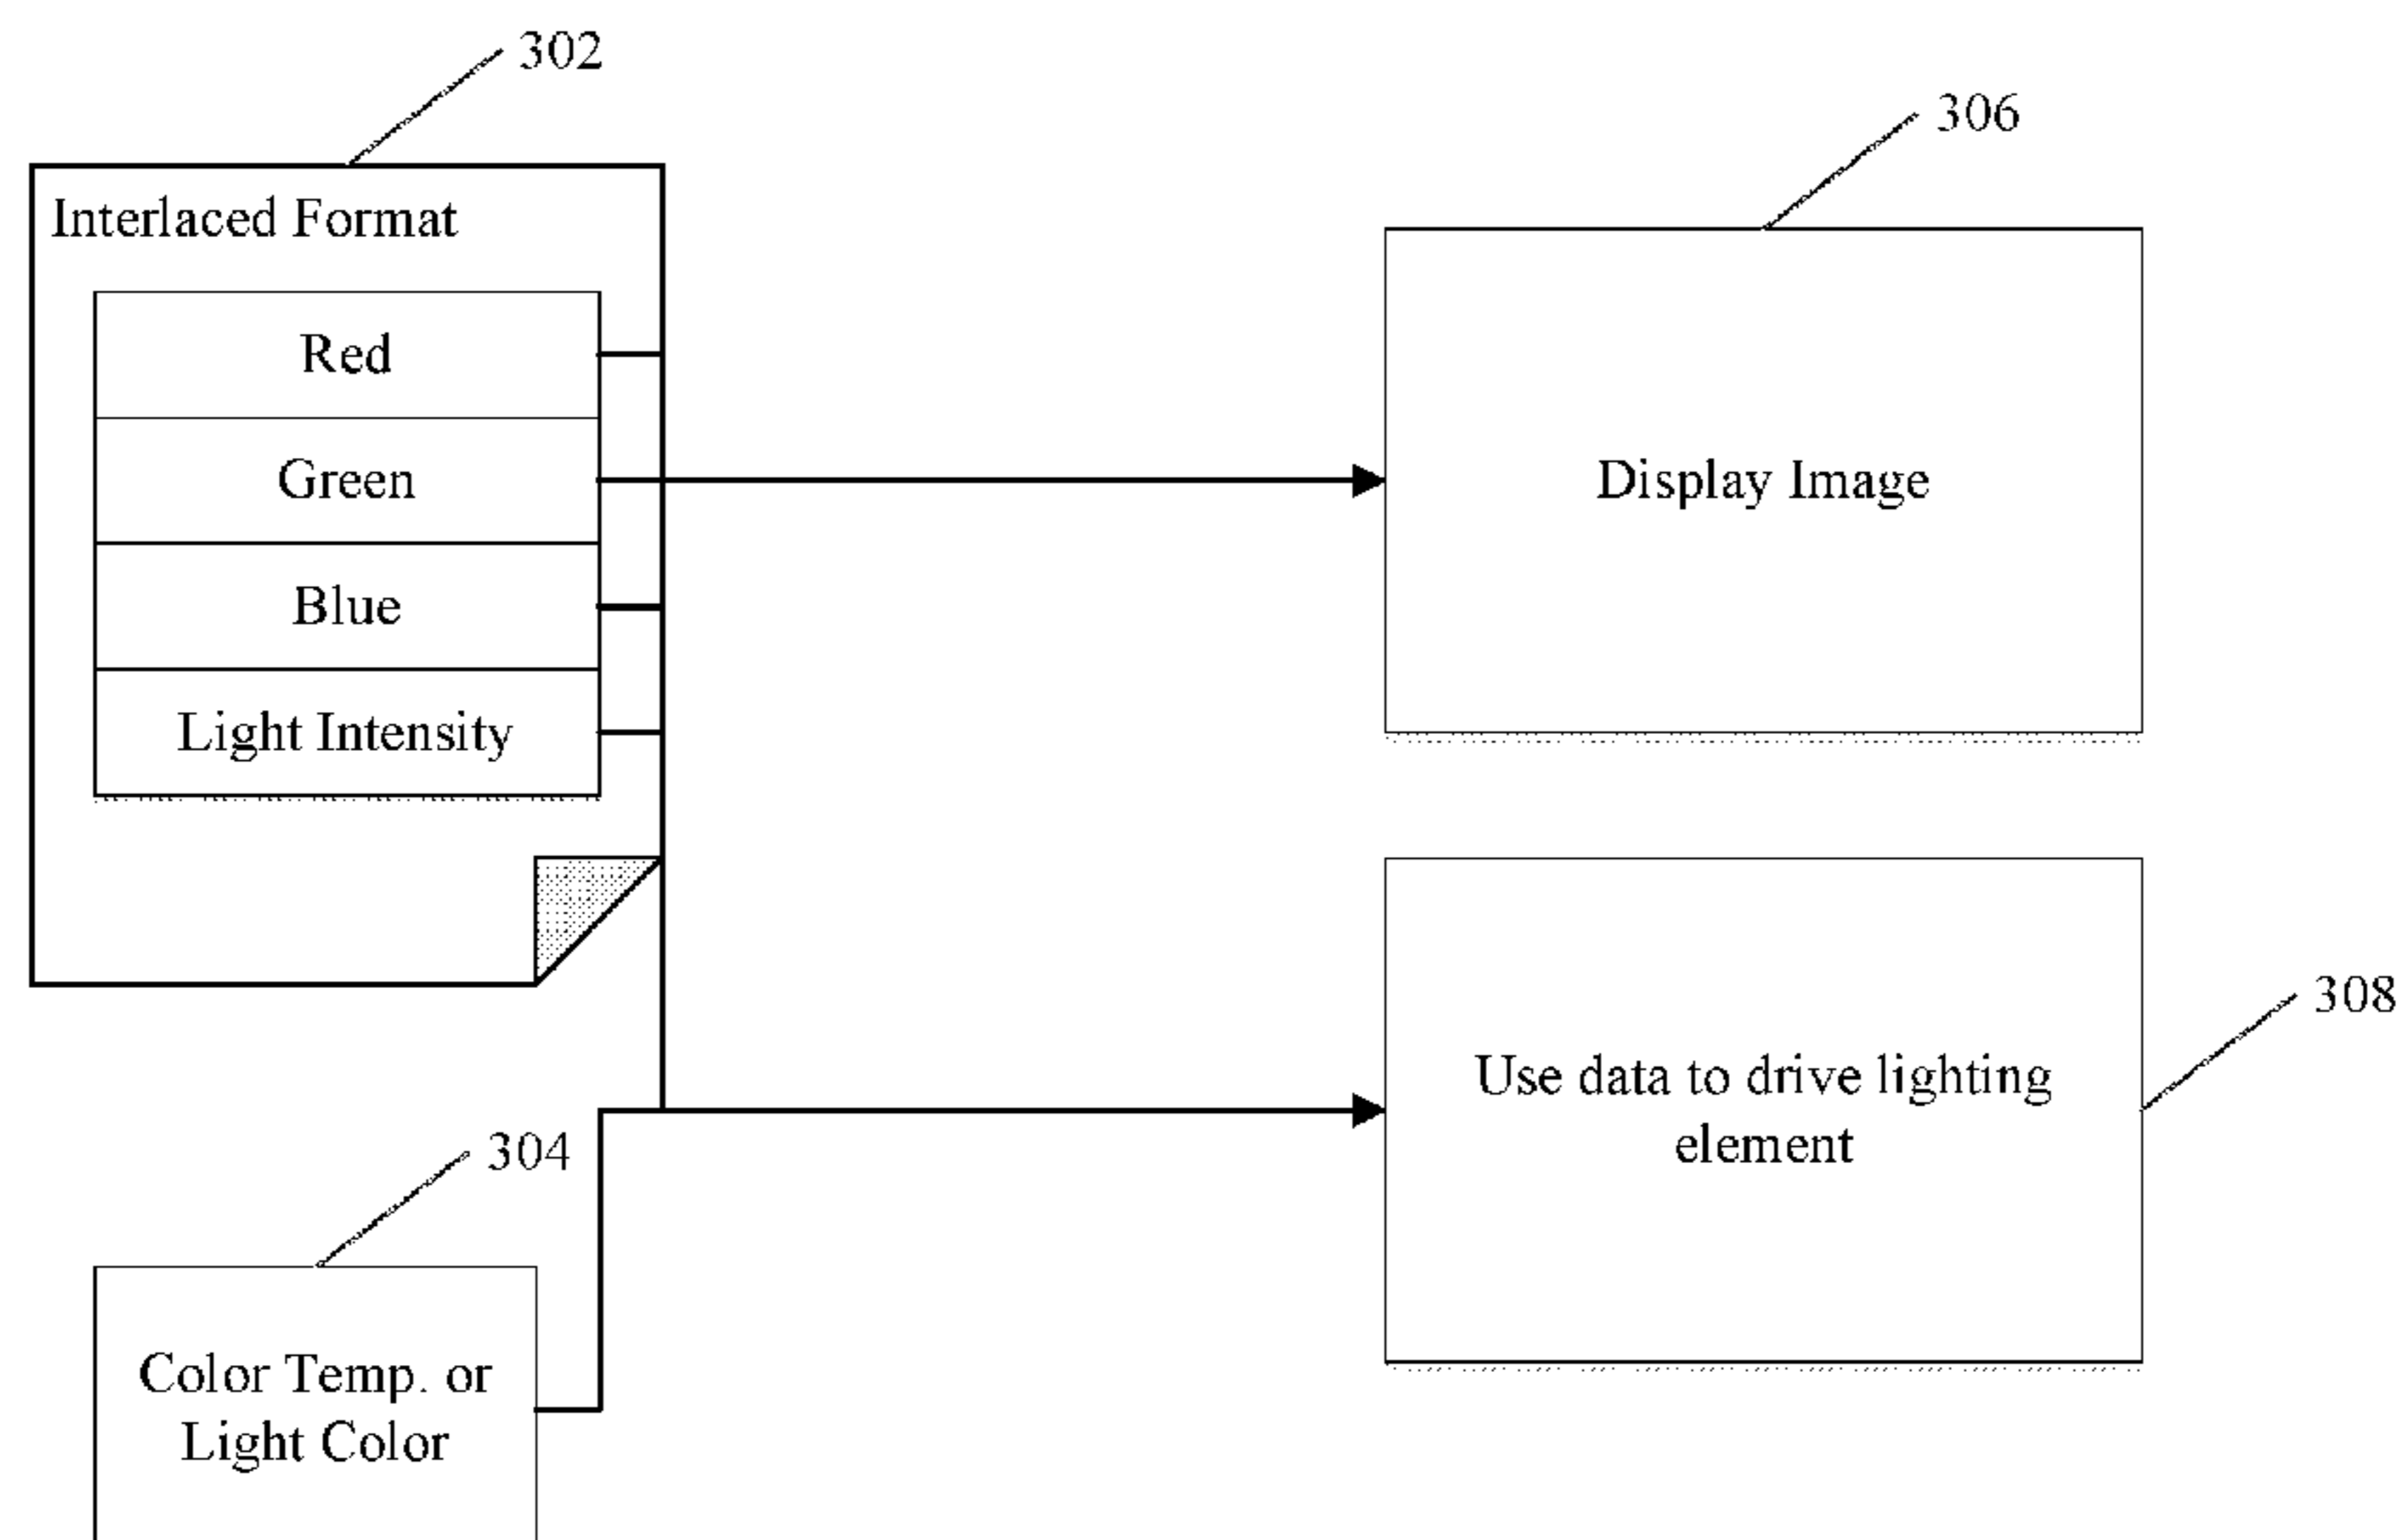 302
306
Interlaced Format
Red
Green
Display Image
Blue
Light Intensity
308
Use data to drive lighting
element
304
Color Temp. or
Light Color